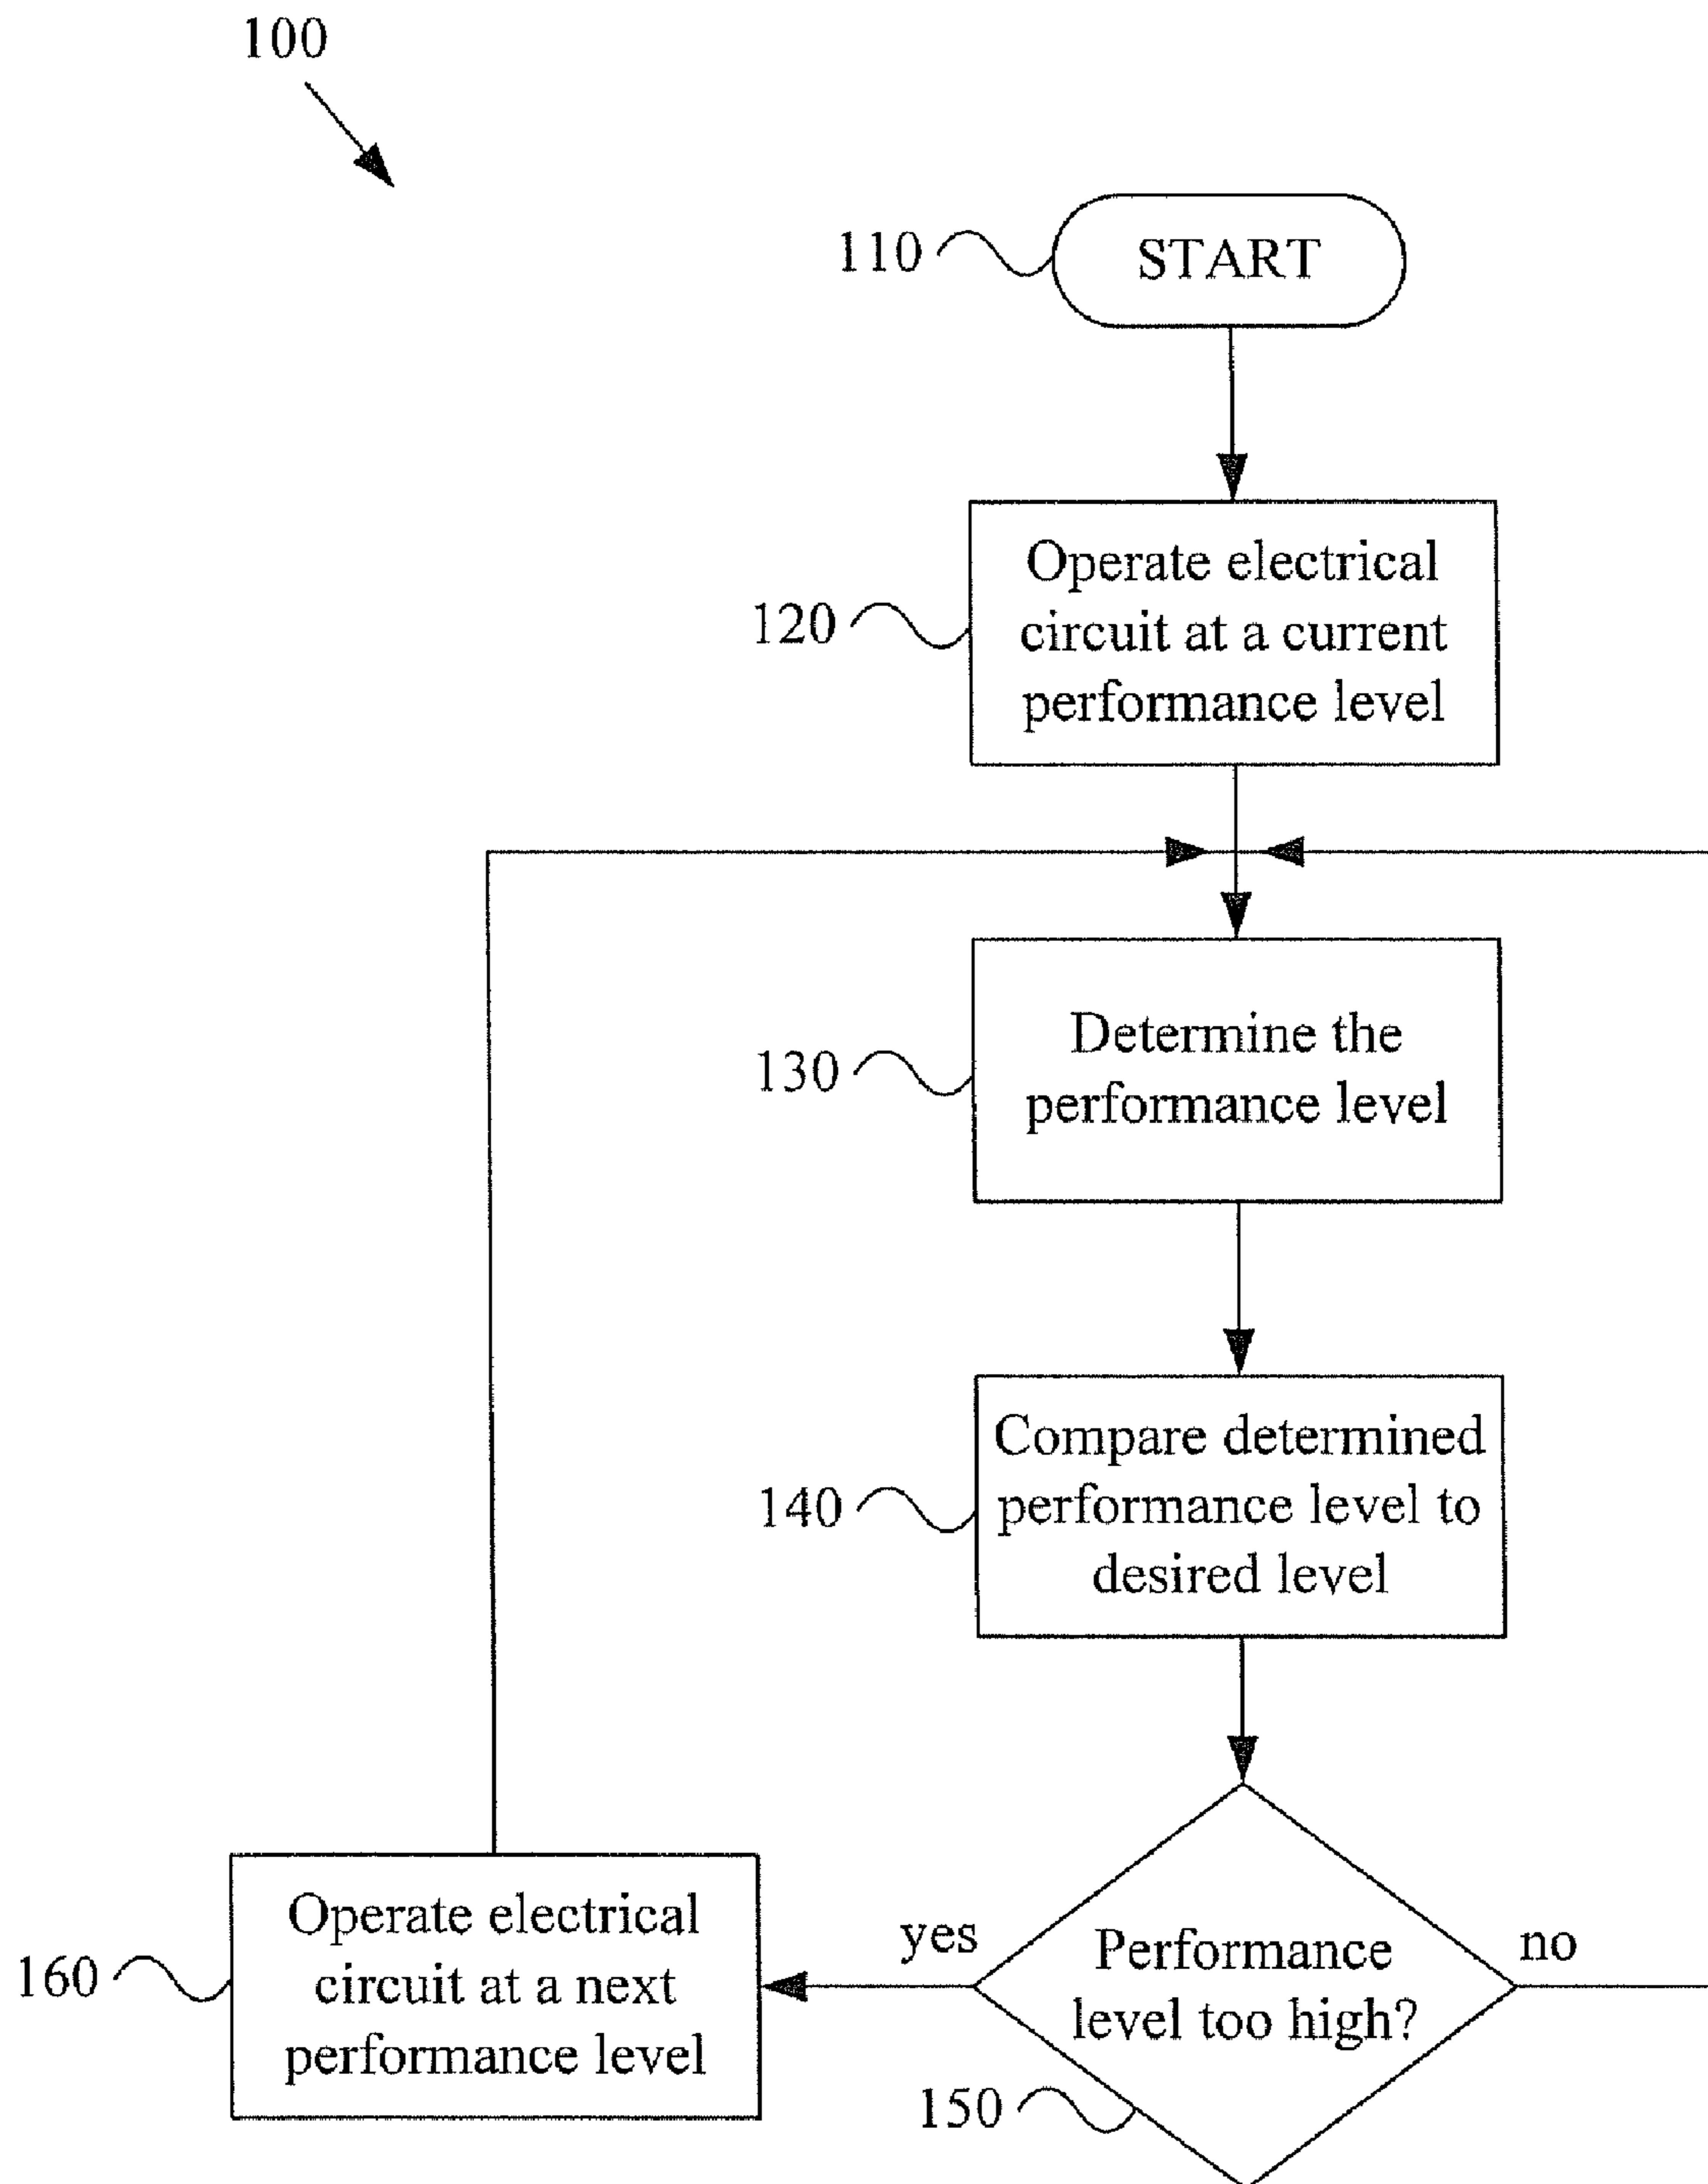 100
110
START
120
Operate electrical
circuit at a current
performance level
130
Determine the
performance level
140
Compare determined
performance level to
desired level
160
Operate electrical
circuit at a next
performance level
yes
Performance
level too high?
no
150